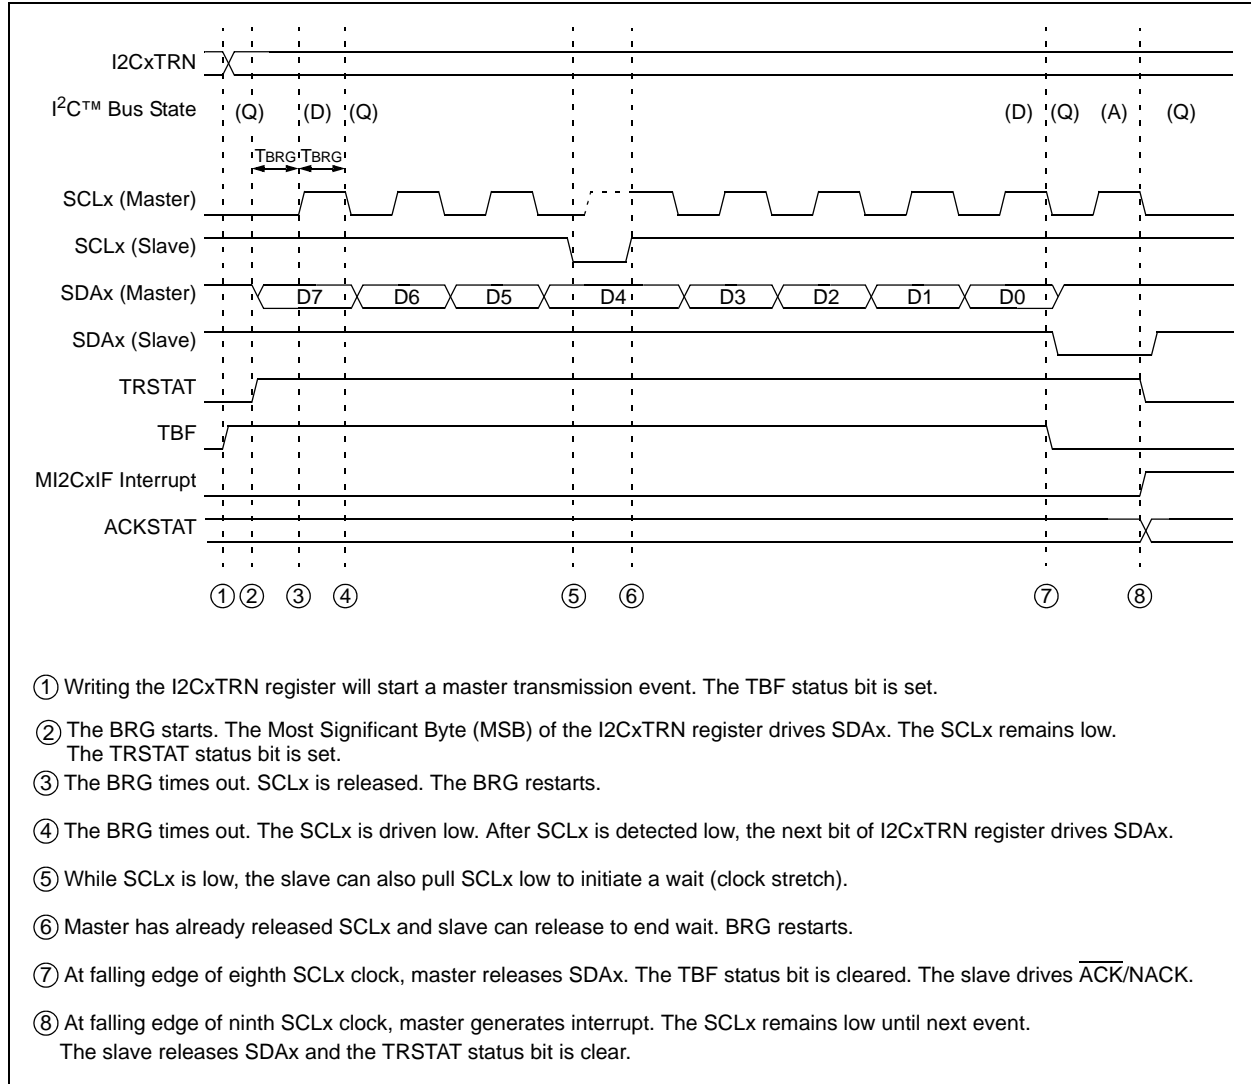 I2CxTRN
I²C™ Bus State (Q) (D) (Q) (D) (Q) (A) (Q)
TBRG TBRG
SCLx (Master)
SCLx (Slave)
SDAx (Master) D7 D6 D5 D4 D3 D2 D1 D0
SDAx (Slave)
TRSTAT
TBF
MI2CxIF Interrupt
ACKSTAT
① ② ③ ④ ⑤ ⑥ ⑦ ⑧
① Writing the I2CxTRN register will start a master transmission event. The TBF status bit is set.
② The BRG starts. The Most Significant Byte (MSB) of the I2CxTRN register drives SDAx. The SCLx remains low.
The TRSTAT status bit is set.
③ The BRG times out. SCLx is released. The BRG restarts.
④ The BRG times out. The SCLx is driven low. After SCLx is detected low, the next bit of I2CxTRN register drives SDAx.
⑤ While SCLx is low, the slave can also pull SCLx low to initiate a wait (clock stretch).
⑥ Master has already released SCLx and slave can release to end wait. BRG restarts.
⑦ At falling edge of eighth SCLx clock, master releases SDAx. The TBF status bit is cleared. The slave drives A̅C̅K̅/NACK.
⑧ At falling edge of ninth SCLx clock, master generates interrupt. The SCLx remains low until next event.
The slave releases SDAx and the TRSTAT status bit is clear.